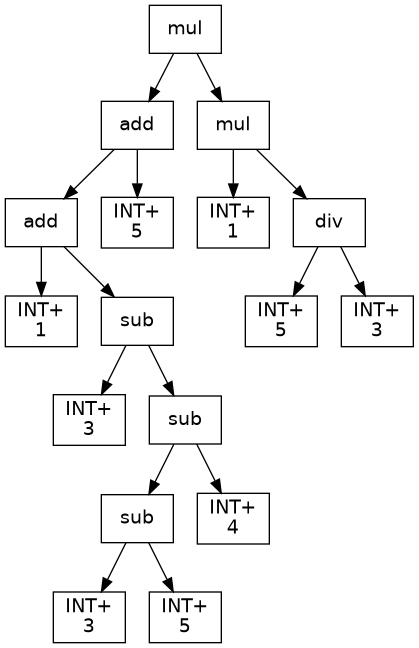 mul
add
mul
add
INT+
5
INT+
1
div
INT+
1
sub
INT+
5
INT+
3
INT+
3
sub
sub
INT+
4
INT+
3
INT+
5